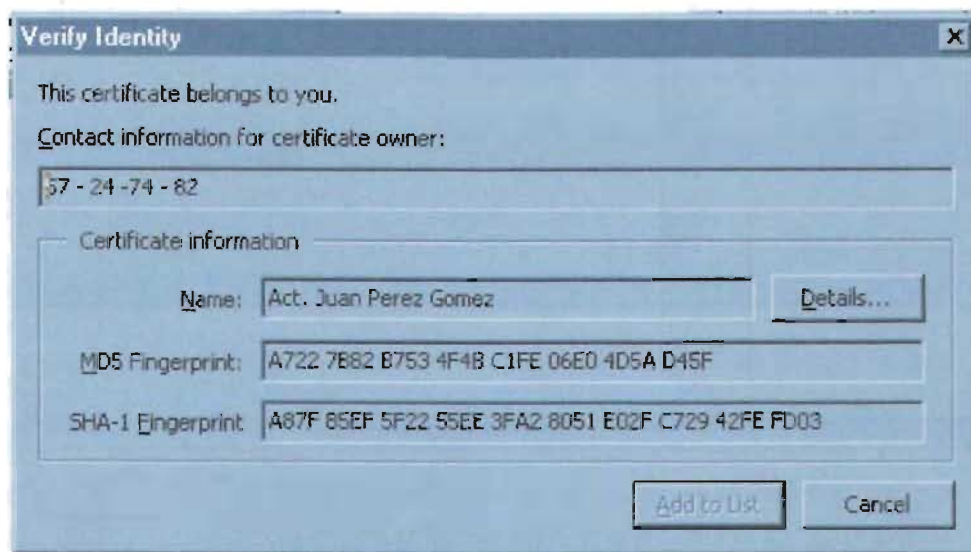 Verify Identity
This certificate belongs to you.
Contact information for certificate owner:
57 - 24 -74 - 82
Certificate information
Name: Act. Juan Perez Gomez Details...
MD5 Fingerprint: A722 7B82 B753 4F4B C1FE 06E0 4D5A D45F
SHA-1 Fingerprint A87F 85EF 5F22 55EE 3FA2 8051 E02F C729 42FE FD03
Add to List Cancel